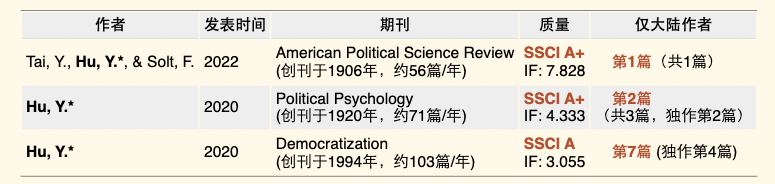 作者 发表时间 期刊 质量 仅大陆作者
Tai, Y., Hu, Y.*, & Solt, F. 2022 American Political Science Review SSCI A+ 第1篇（共1篇）
(创刊于1906年，约56篇/年) IF: 7.828
Hu, Y.* 2020 Political Psychology SSCI A+ 第2篇
(创刊于1920年，约71篇/年) IF: 4.333 （共3篇，独作第2篇）
Hu, Y.* 2020 Democratization SSCI A 第7篇 (独作第4篇)
(创刊于1994年，约103篇/年) IF: 3.055